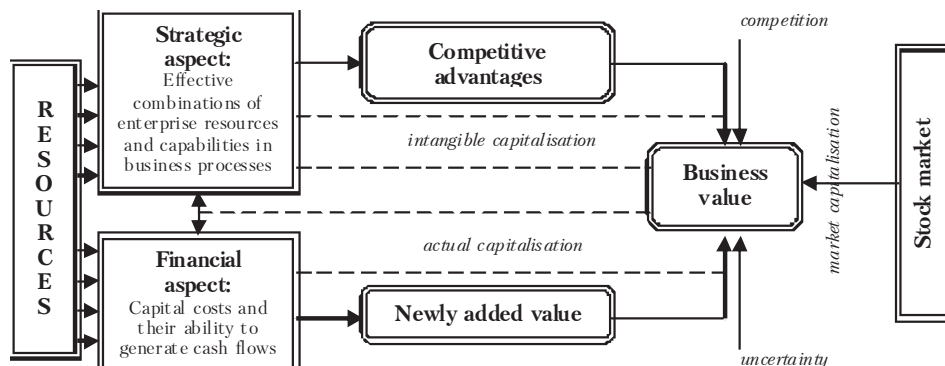 RESOURCES
Strategic
aspect:
Effective
combinations of
enterprise resources
and capabilities in
business processes
Competitive
advantages
competition
intangible capitalisation
Business
value
market capitalisation
Stock market
actual capitalisation
Financial
aspect:
Capital costs and
their ability to
generate cash flows
Newly added value
uncertainty